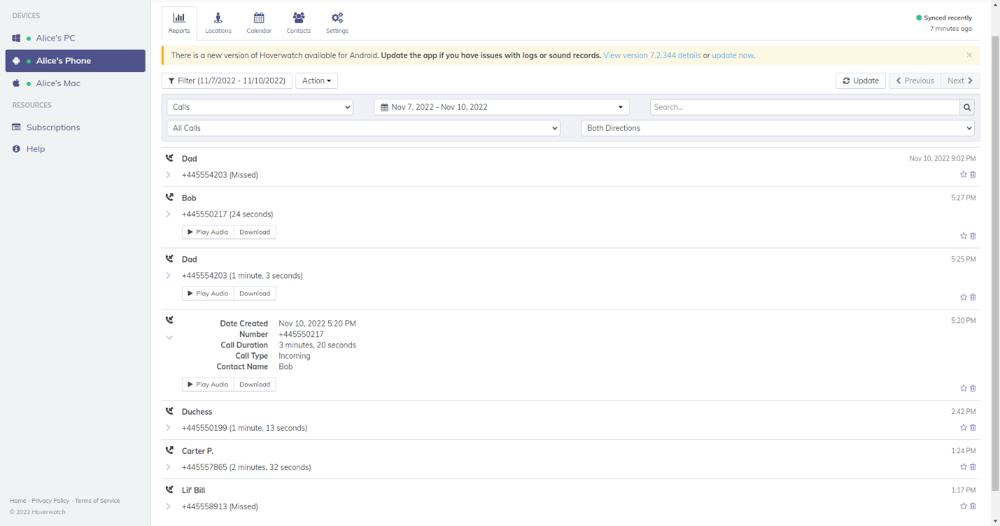 DEVICES
Alice's PC
Alice's Phone
Alice's Mac
RESOURCES
Subscriptions
Help
Home · Privacy Policy · Terms of Service
© 2022 Hoverwatch
Reports Locations Calendar Contacts Settings
Synced recently
7 minutes ago
There is a new version of Hoverwatch available for Android. Update the app if you have issues with logs or sound records. View version 7.2.344 details or update now. ×
Filter (11/7/2022 - 11/10/2022) Action Update Previous Next
Calls Nov 7, 2022 - Nov 10, 2022 Search...
All Calls Both Directions
Dad Nov 10, 2022 9:02 PM
+445554203 (Missed)
Bob 5:27 PM
+445550217 (24 seconds)
Play Audio Download
Dad 5:25 PM
+445554203 (1 minute, 3 seconds)
Play Audio Download
Date Created Nov 10, 2022 5:20 PM 5:20 PM
Number +445550217
Call Duration 3 minutes, 20 seconds
Call Type Incoming
Contact Name Bob
Play Audio Download
Duchess 2:42 PM
+445550199 (1 minute, 13 seconds)
Carter P. 1:24 PM
+445557865 (2 minutes, 32 seconds)
Lil' Bill 1:17 PM
+445558913 (Missed)